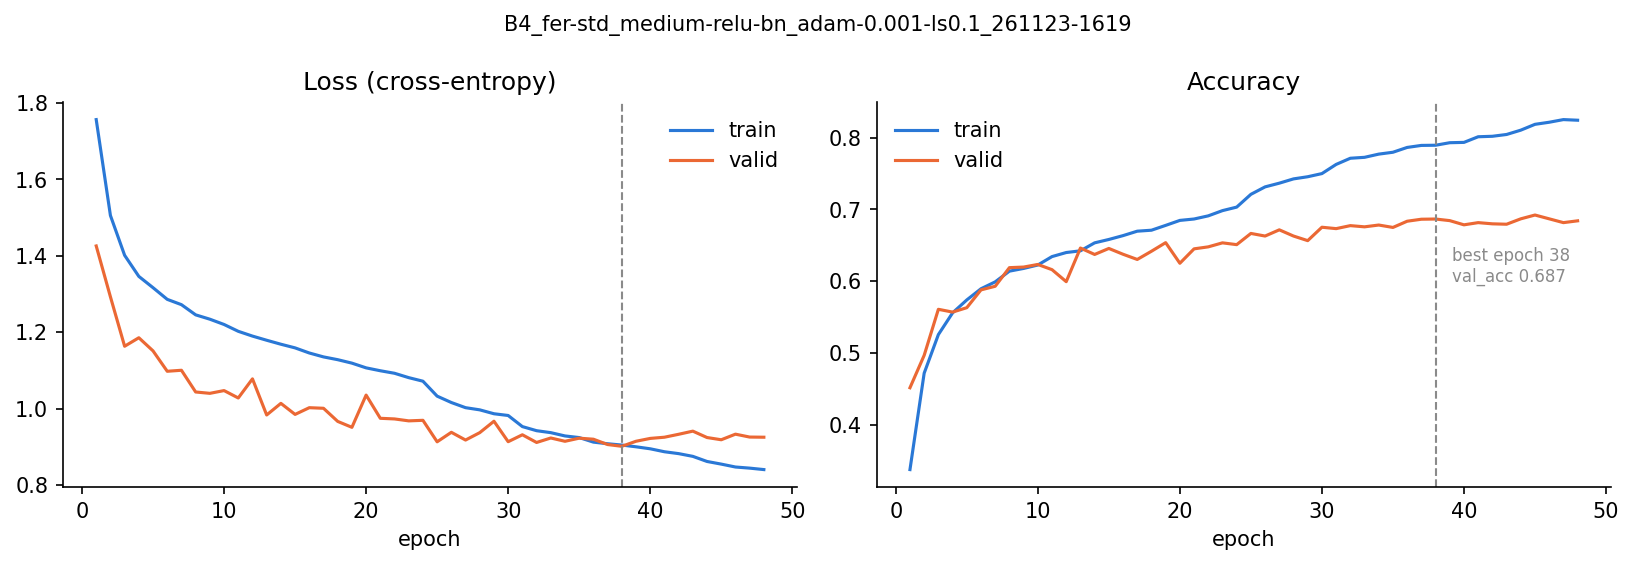 B4_fer-std_medium-relu-bn_adam-0.001-ls0.1_261123-1619
Loss (cross-entropy)
1.8
1.6
1.4
1.2
1.0
0.8
train
valid
0 10 20 30 40 50
epoch
Accuracy
0.8
0.7
0.6
0.5
0.4
train
valid
best epoch 38
val_acc 0.687
0 10 20 30 40 50
epoch